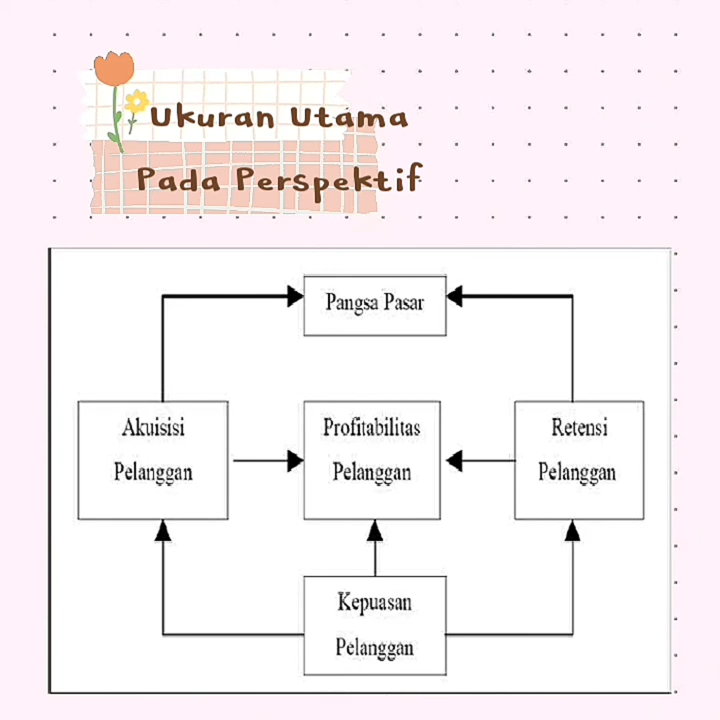 Ukuran Utama
Pada Perspektif
Pangsa Pasar
Akuisisi
Pelanggan
Profitabilitas
Pelanggan
Retensi
Pelanggan
Kepuasan
Pelanggan